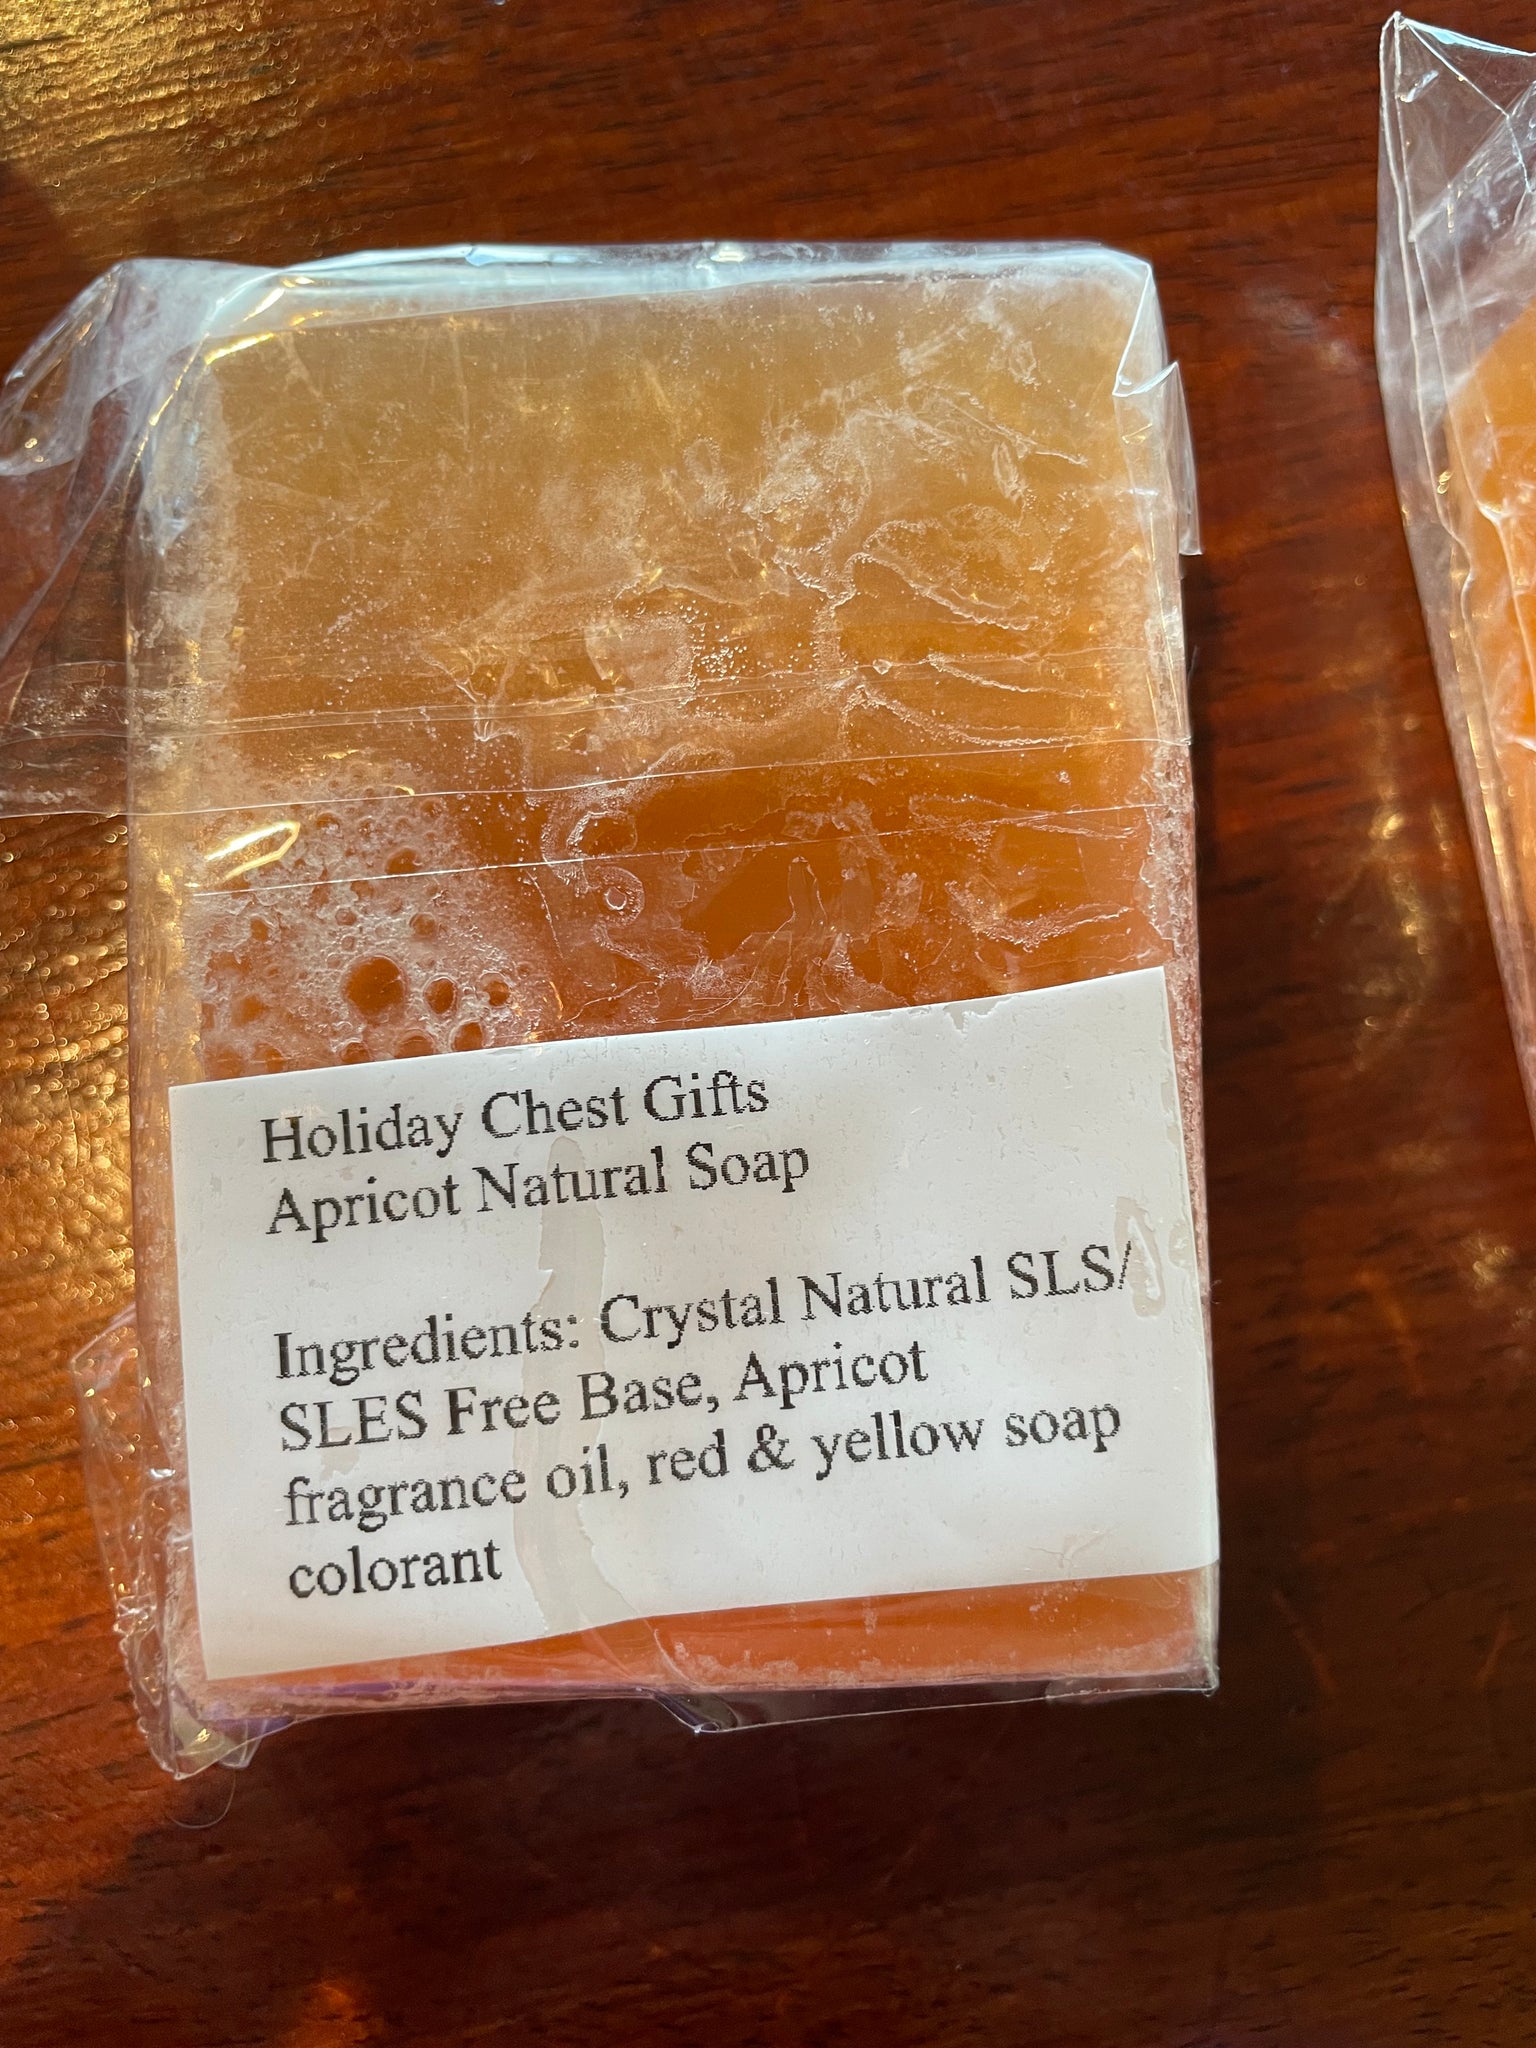 Holiday Chest Gifts
Apricot Natural Soap
Ingredients: Crystal Natural SLS/
SLES Free Base, Apricot
fragrance oil, red & yellow soap
colorant